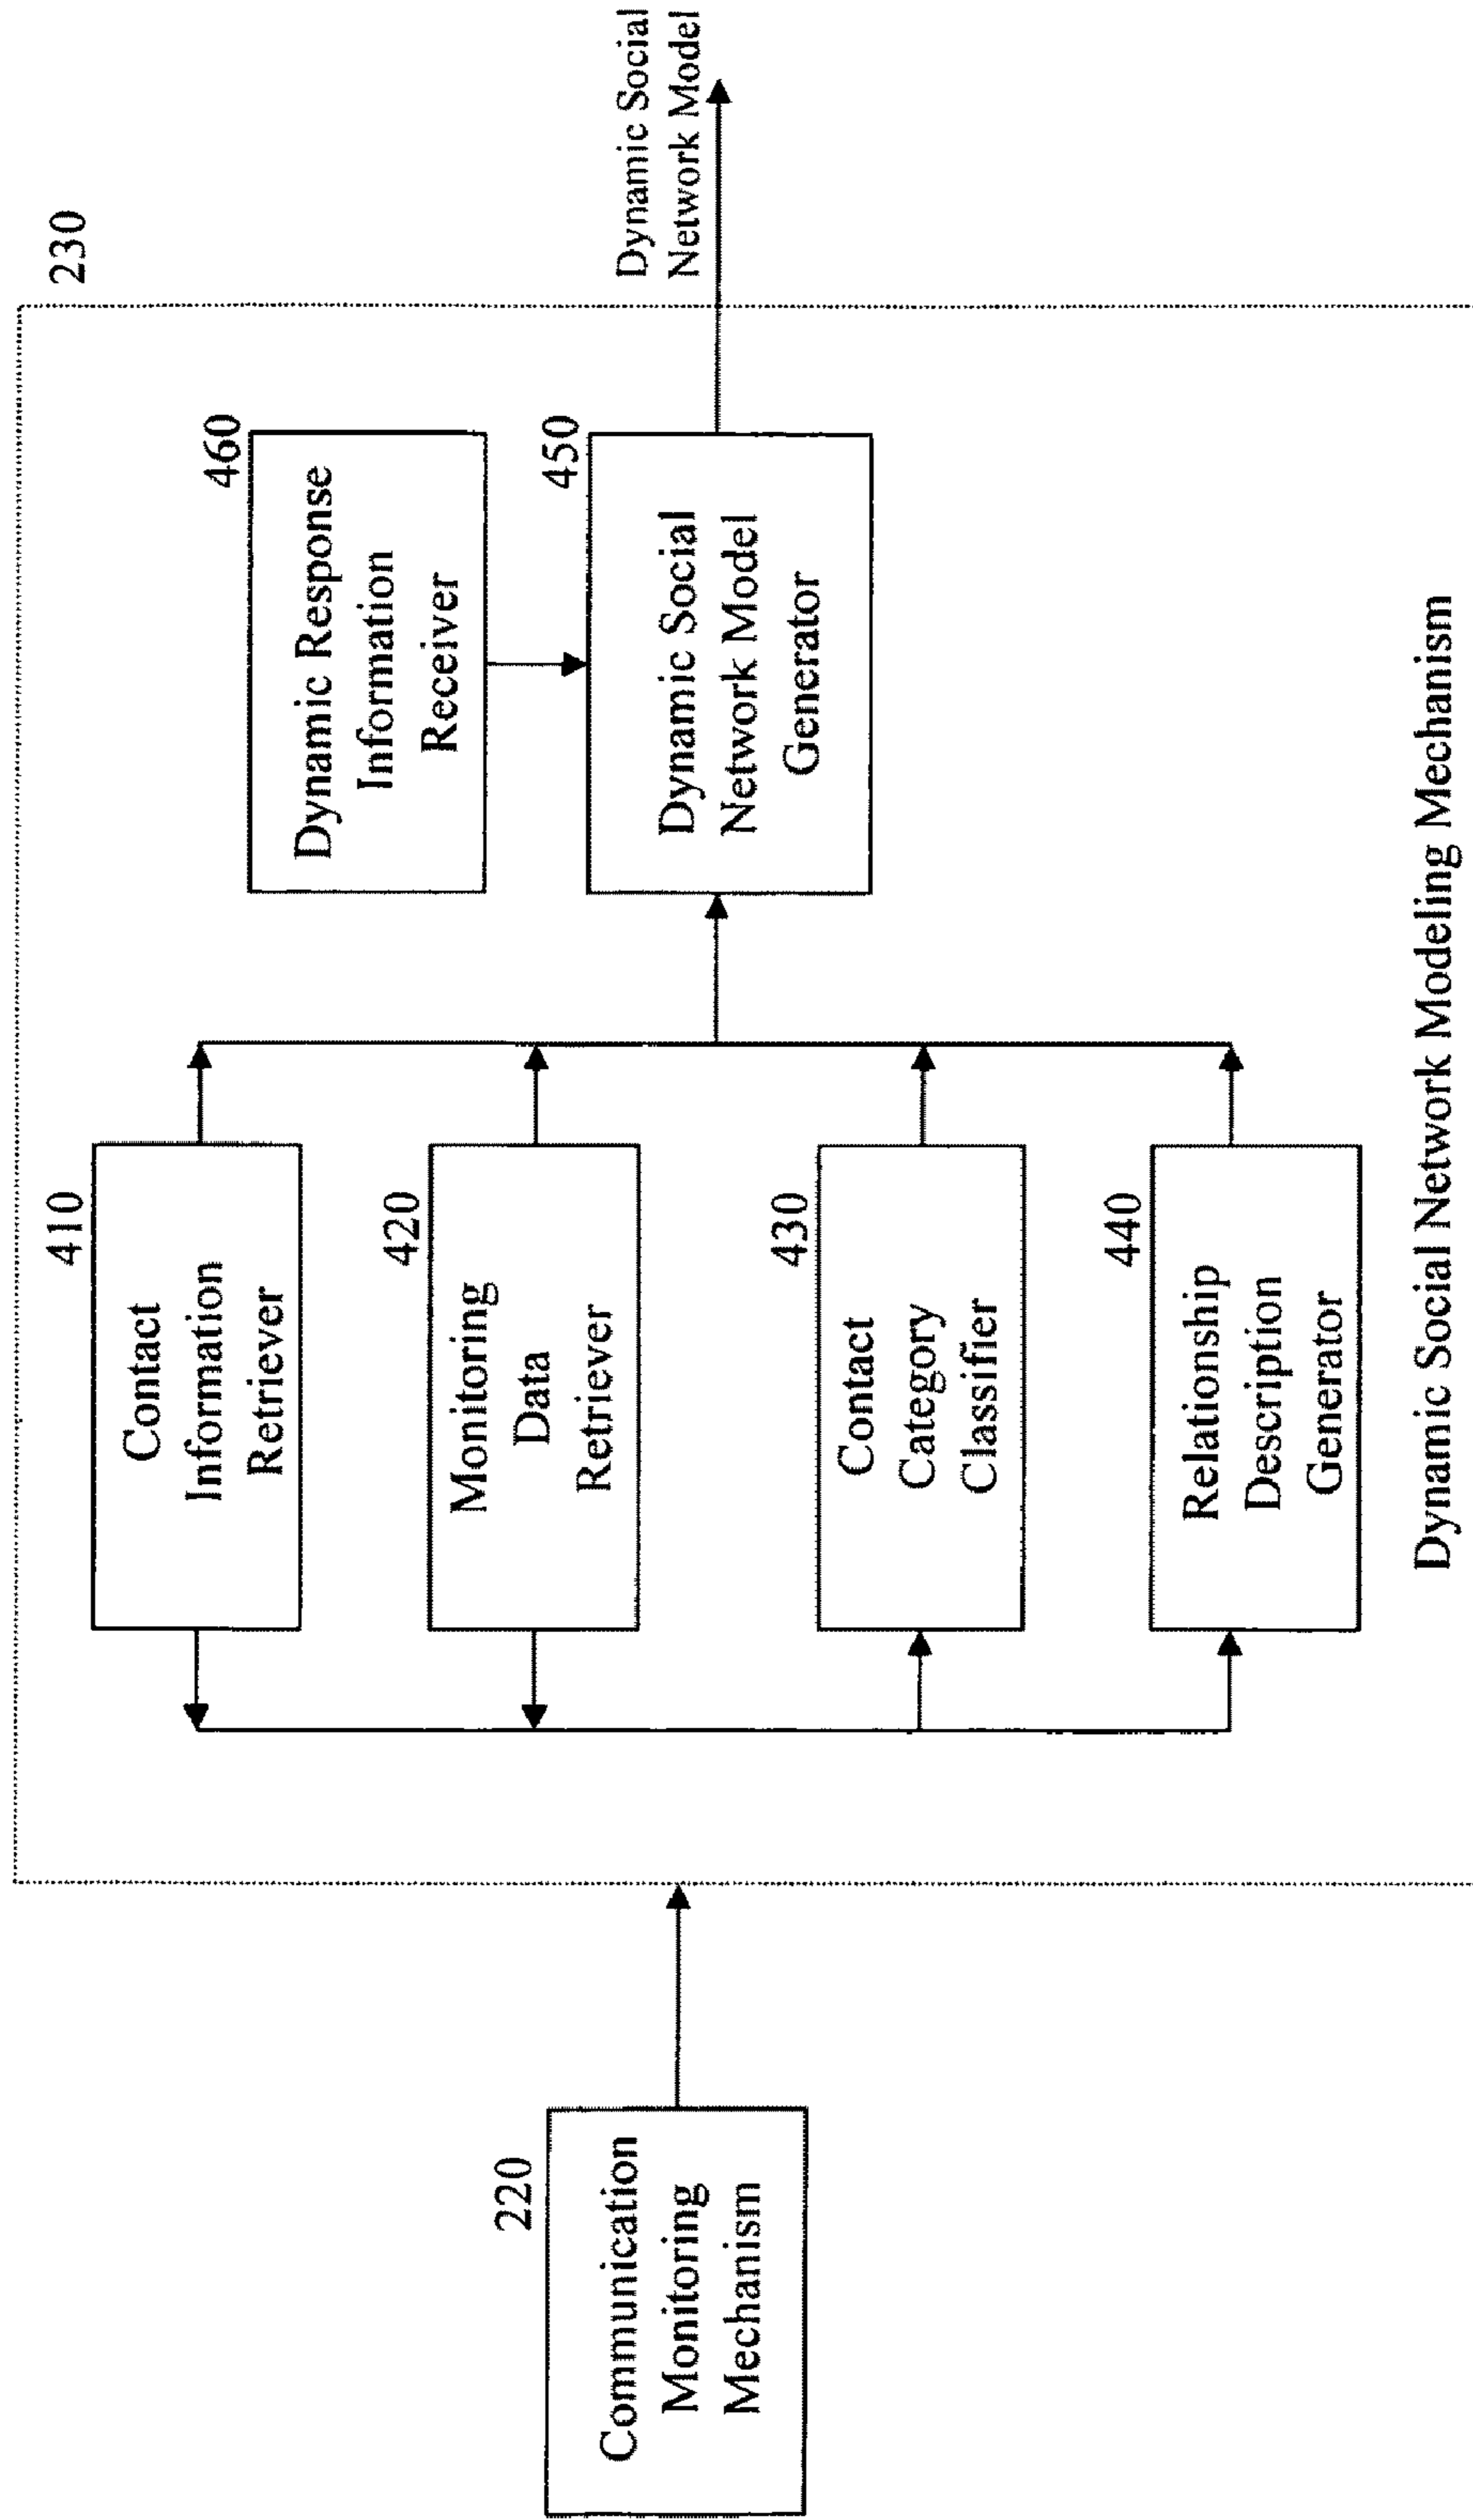 230
220
Communication
Monitoring
Mechanism
410
Contact
Information
Retriever
420
Monitoring
Data
Retriever
430
Contact
Category
Classifier
440
Relationship
Description
Generator
460
Dynamic Response
Information
Receiver
450
Dynamic Social
Network Model
Generator
Dynamic Social
Network Model
Dynamic Social Network Modeling Mechanism